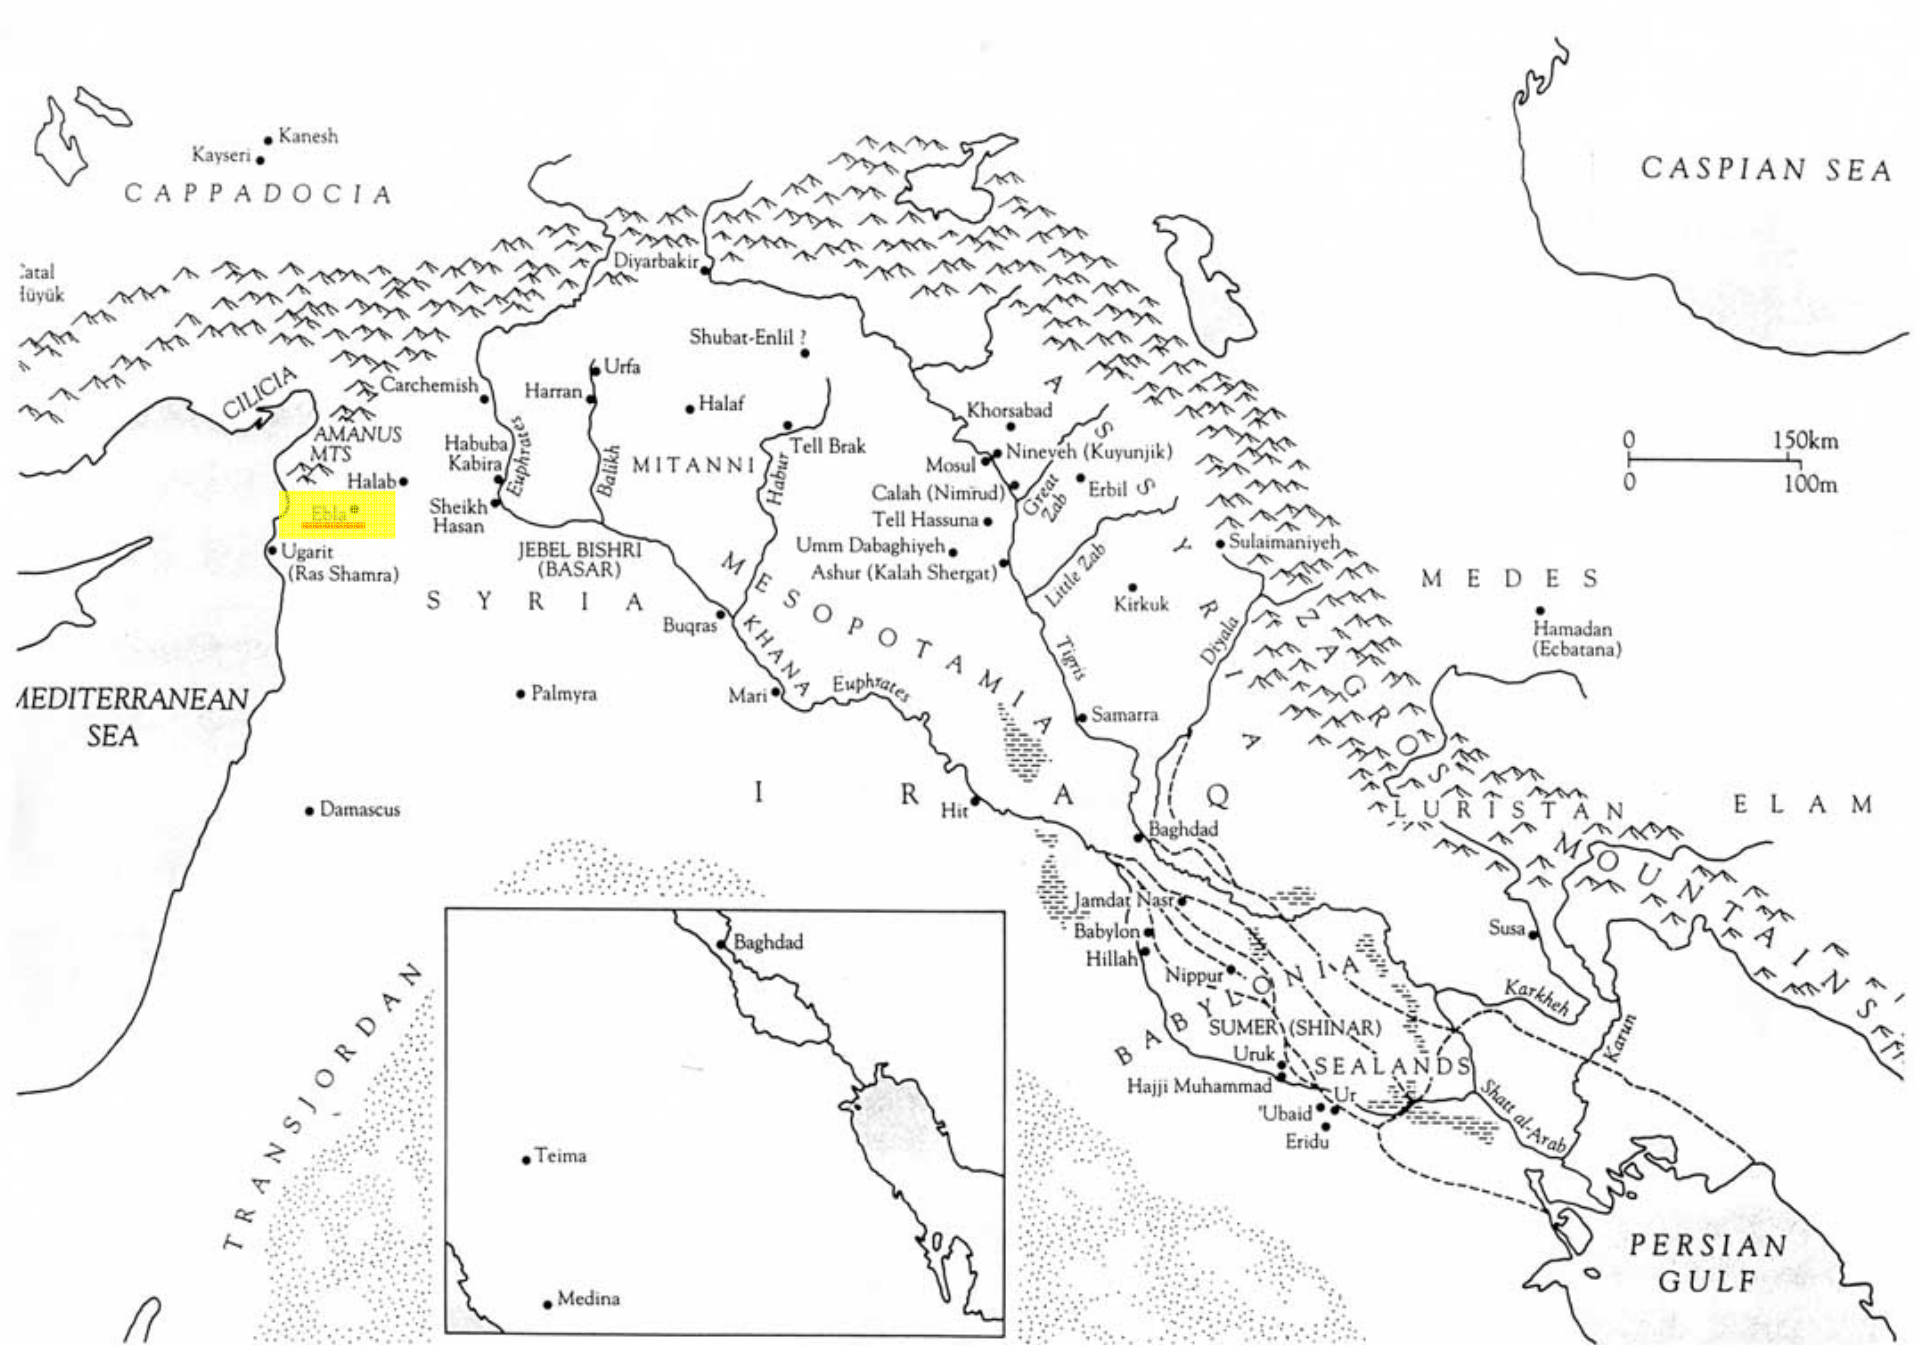 Kanesh
Kayseri
CAPPADOCIA
CASPIAN SEA
Diyarbakir
atal
üyük
Shubat-Enlil ?
Urfa
CILICIA
Carchemish
Harran
Halaf
Khorsabad
AMANUS
MTS
Habuba
Kabira
Euphrates
Balikh
MITANNI
Habur
Tell Brak
Nineveh (Kuyunjik)
Mosul
0 150km
0 100m
Halab
Calah (Nimrud)
Great
Zab
Erbil
Ebla
Sheikh
Hasan
Tell Hassuna
Ugarit
(Ras Shamra)
JEBEL BISHRI
(BASAR)
Umm Dabaghiyeh
Ashur (Kalah Shergat)
Little Zab
Sulaimaniyeh
ASSYRIA
MEDES
SYRIA
MESOPOTAMIA
Kirkuk
Hamadan
(Ecbatana)
Buqras
KHANA
Tigris
Diyala
Palmyra
Mari
Euphrates
Samarra
MEDITERRANEAN
SEA
ZAGROS
MOUNTAINS
IRAQ
Hit
Damascus
LURISTAN
ELAM
Baghdad
Jamdat Nasr
Babylon
Hillah
Nippur
Susa
BABYLONIA
Karkheh
Karun
SUMER (SHINAR)
Uruk
SEALANDS
Hajji Muhammad
Ur
'Ubaid
Eridu
Shatt al-Arab
TRANSJORDAN
Baghdad
Teima
Medina
PERSIAN
GULF